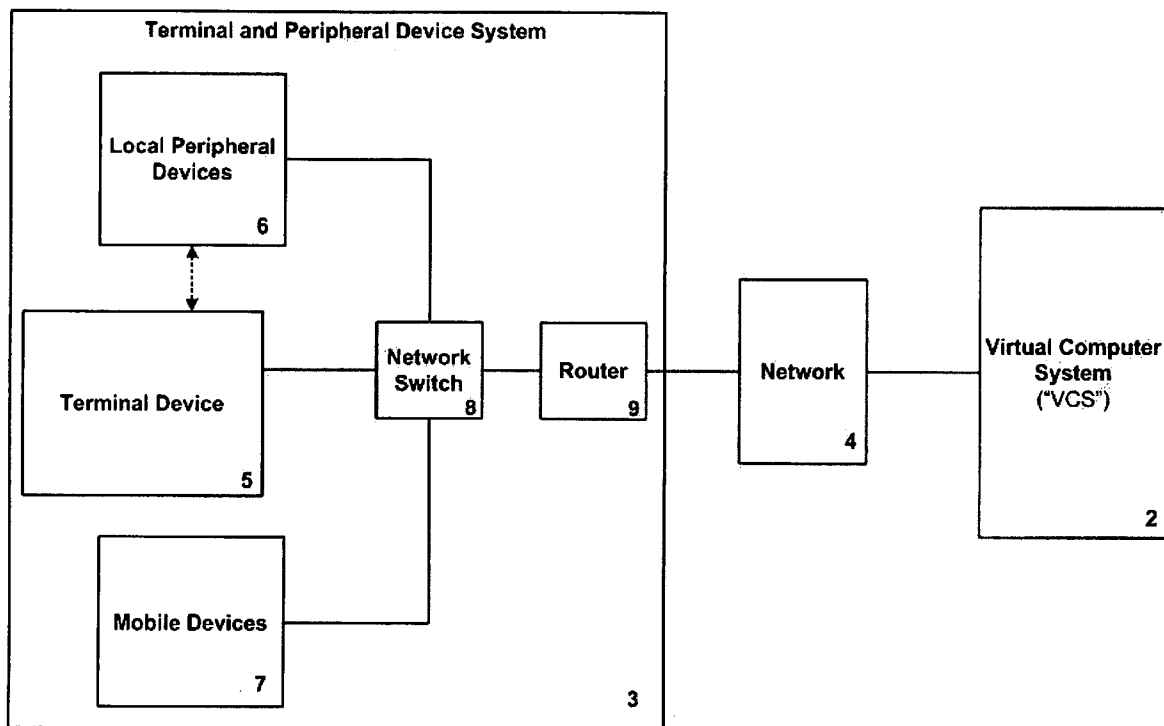 Terminal and Peripheral Device System
Local Peripheral
Devices
6
Terminal Device
5
Mobile Devices
7
Network
Switch
8
Router
9
3
Network
4
Virtual Computer
System
("VCS")
2